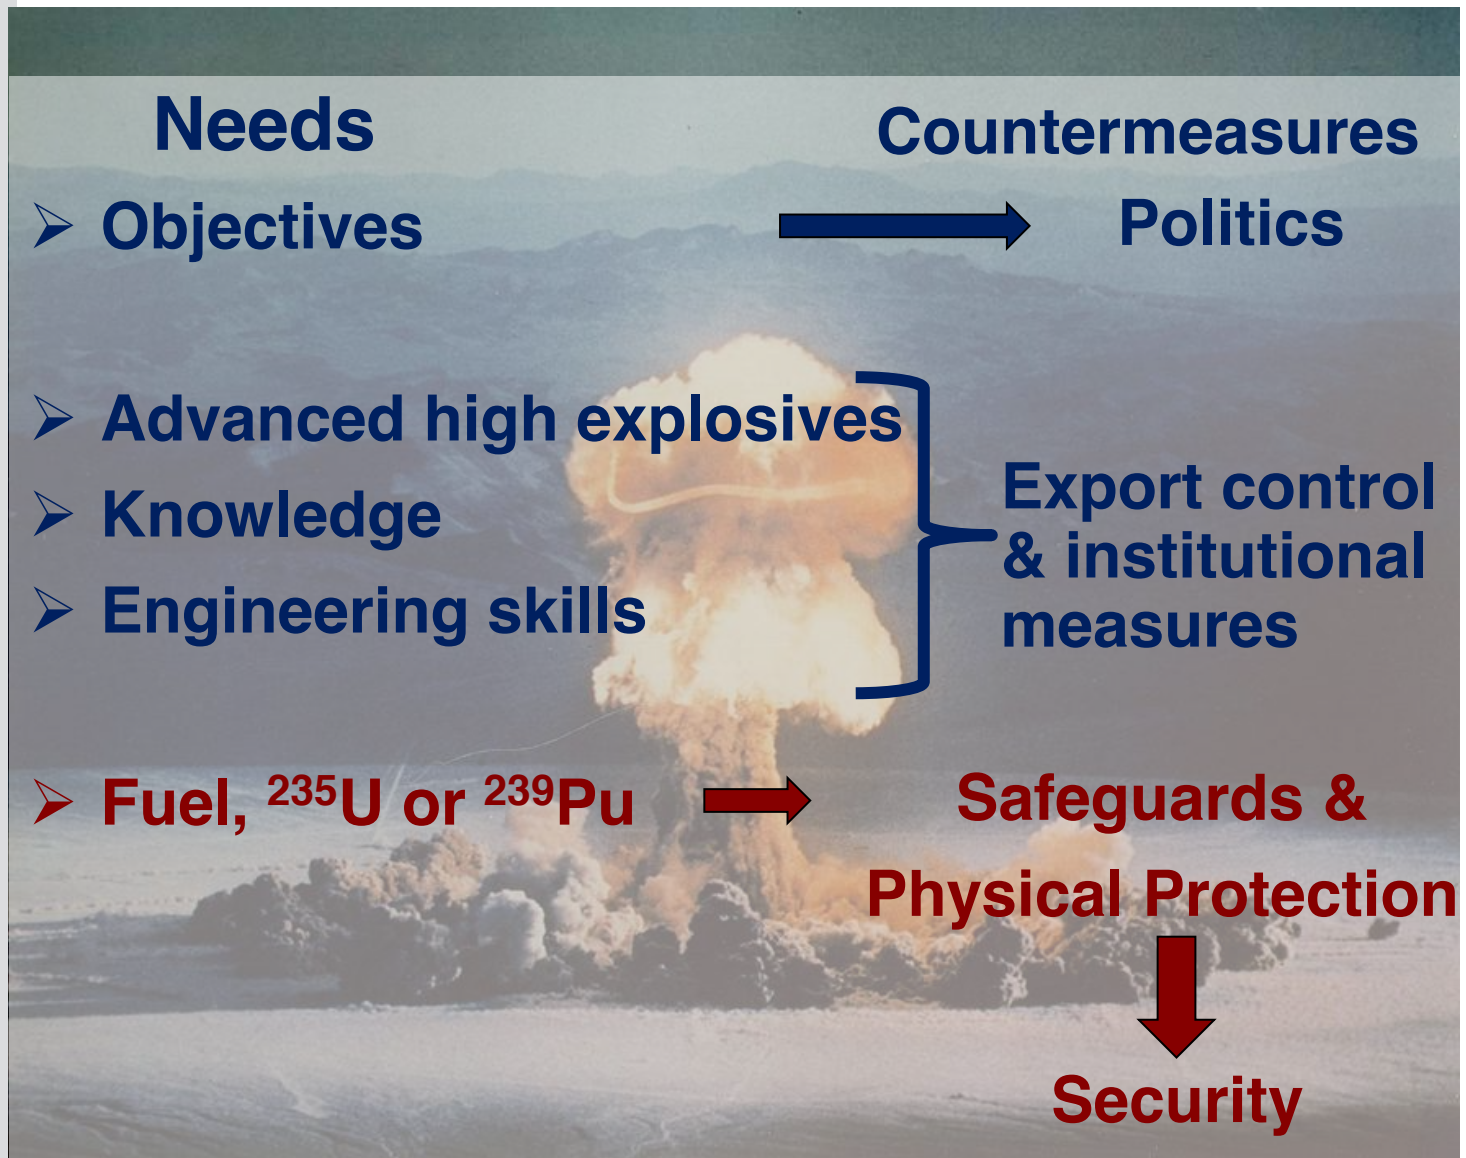 Needs
Countermeasures
➢ Objectives
Politics
➢ Advanced high explosives
➢ Knowledge
➢ Engineering skills
Export control
& institutional
measures
➢ Fuel, ²³⁵U or ²³⁹Pu
Safeguards &
Physical Protection
Security